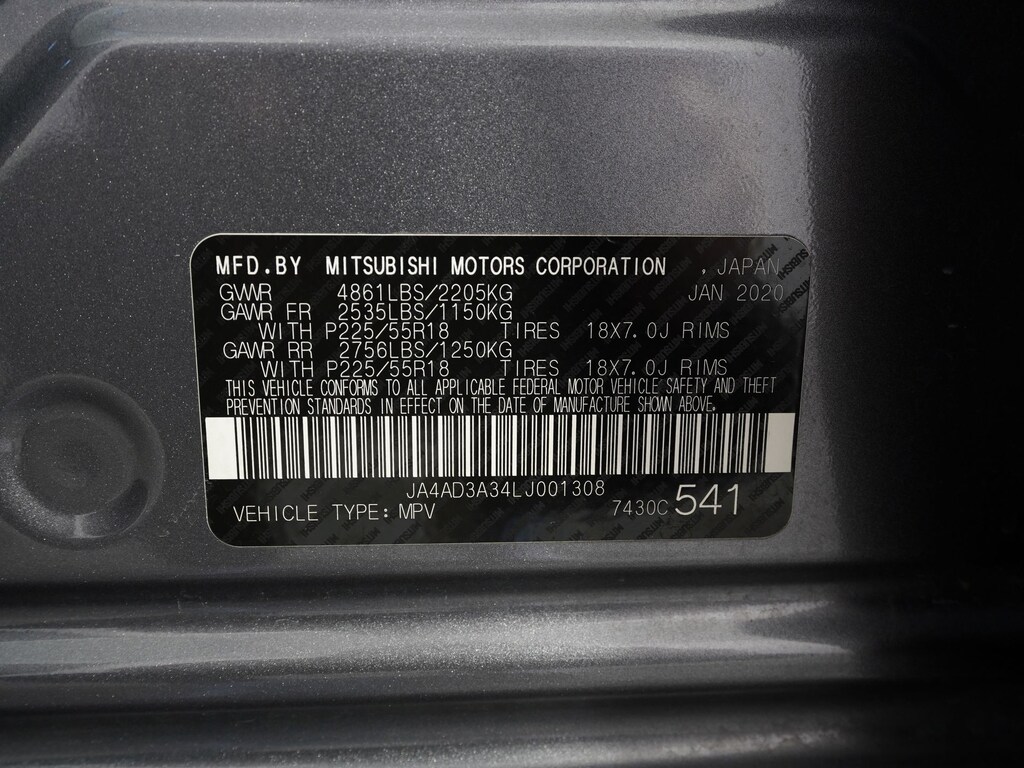 MFD.BY MITSUBISHI MOTORS CORPORATION , JAPAN
GVWR 4861LBS/2205KG JAN 2020
GAWR FR 2535LBS/1150KG
WITH P225/55R18 TIRES 18X7.0J RIMS
GAWR RR 2756LBS/1250KG
WITH P225/55R18 TIRES 18X7.0J RIMS
THIS VEHICLE CONFORMS TO ALL APPLICABLE FEDERAL MOTOR VEHICLE SAFETY AND THEFT
PREVENTION STANDARDS IN EFFECT ON THE DATE OF MANUFACTURE SHOWN ABOVE.
JA4AD3A34LJ001308
VEHICLE TYPE: MPV 7430C 541